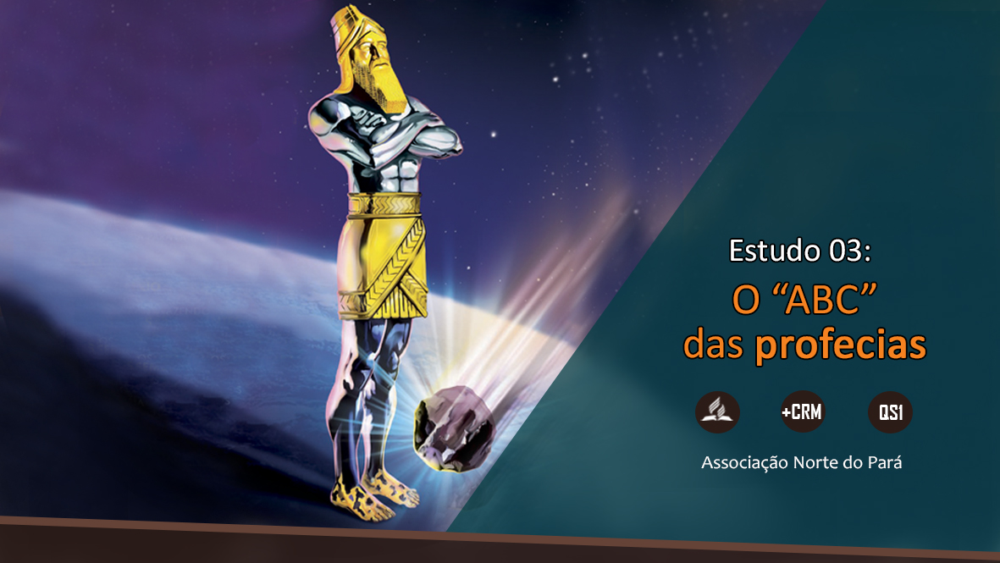 Estudo 03:
O “ABC”
das profecias
+CRM
QS1
Associação Norte do Pará